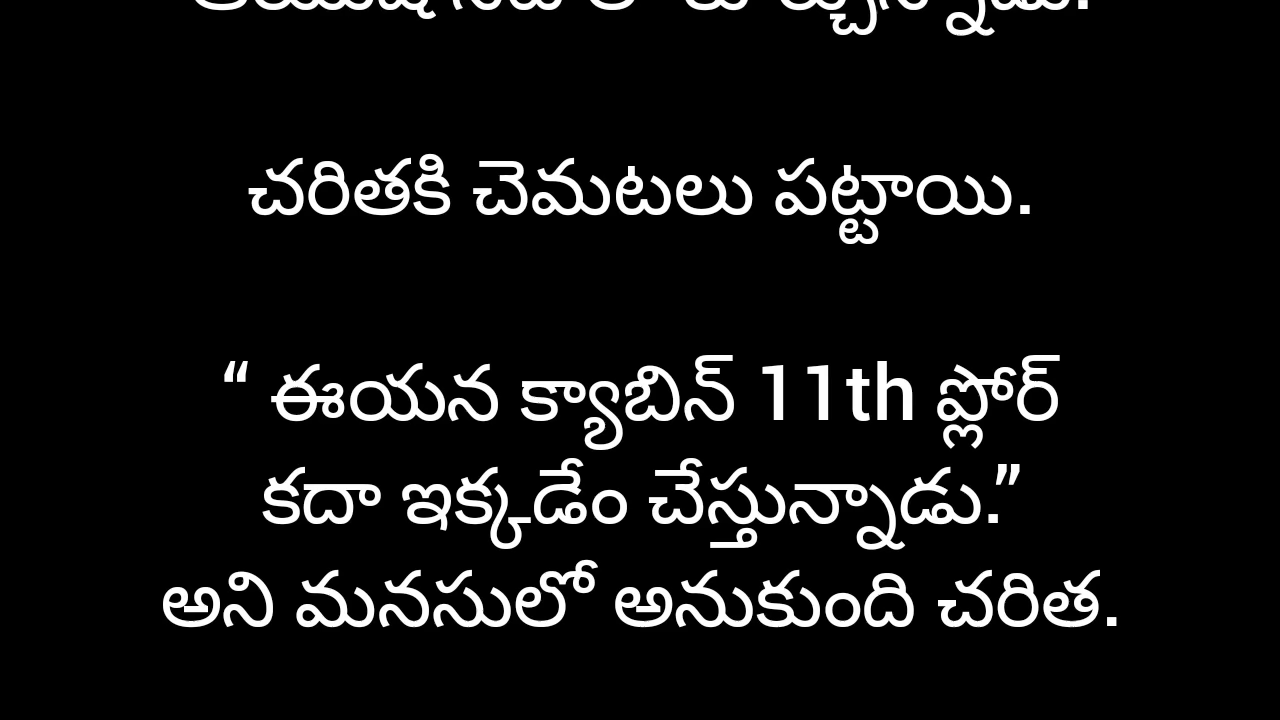 చరితకి చెమటలు పట్టాయి.
“ ఈయన క్యాబిన్ 11th ప్లోర్
కదా ఇక్కడేం చేస్తున్నాడు.”
అని మనసులో అనుకుంది చరిత.